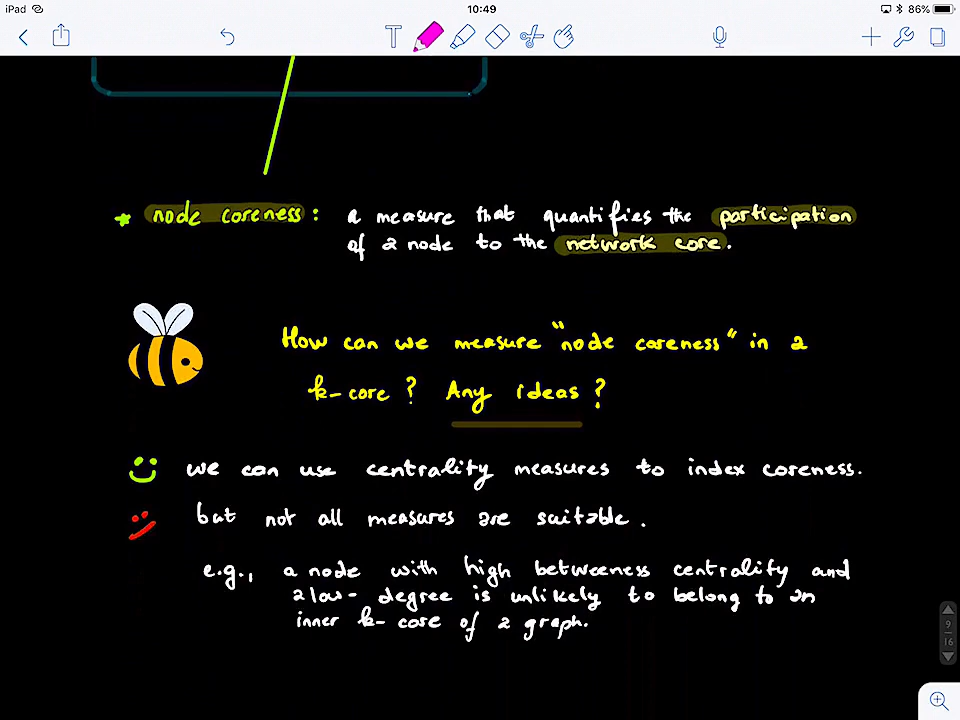 iPad
10:49
86%
T
* node coreness: a measure that quantifies the participation
of a node to the network core.
How can we measure "node coreness" in a
k-core? Any ideas?
we can use centrality measures to index coreness.
but not all measures are suitable.
e.g., a node with high betweeness centrality and
a low-degree is unlikely to belong to an
inner k-core of a graph.
9
16